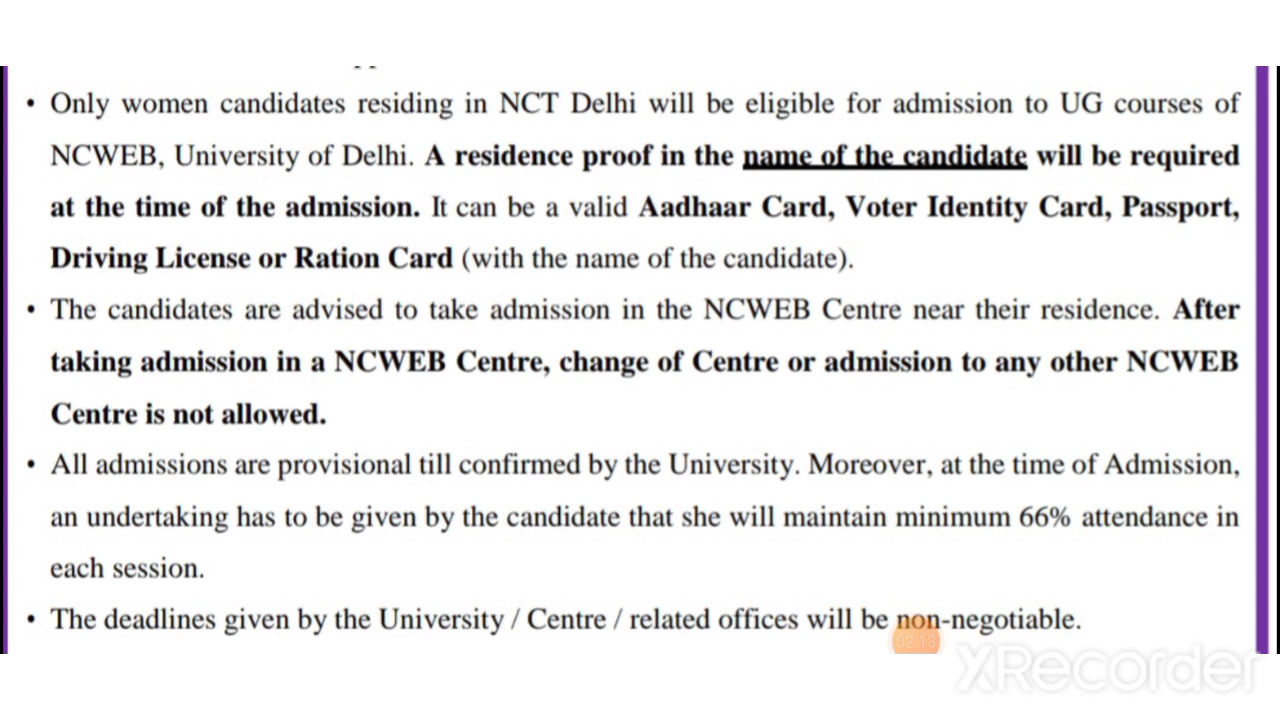 • Only women candidates residing in NCT Delhi will be eligible for admission to UG courses of
NCWEB, University of Delhi. A residence proof in the name of the candidate will be required
at the time of the admission. It can be a valid Aadhaar Card, Voter Identity Card, Passport,
Driving License or Ration Card (with the name of the candidate).
• The candidates are advised to take admission in the NCWEB Centre near their residence. After
taking admission in a NCWEB Centre, change of Centre or admission to any other NCWEB
Centre is not allowed.
• All admissions are provisional till confirmed by the University. Moreover, at the time of Admission,
an undertaking has to be given by the candidate that she will maintain minimum 66% attendance in
each session.
• The deadlines given by the University / Centre / related offices will be non-negotiable.
02:13
XRecorder